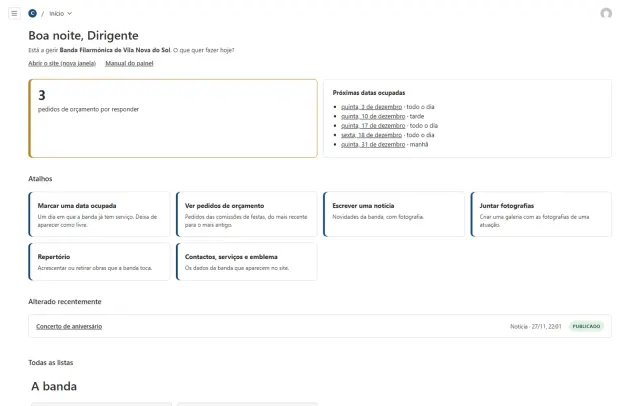 C / Início
Boa noite, Dirigente
Está a gerir Banda Filarmónica de Vila Nova do Sol. O que quer fazer hoje?
Abrir o site (nova janela) Manual do painel
3
pedidos de orçamento por responder
Próximas datas ocupadas
quinta, 3 de dezembro · todo o dia
quinta, 10 de dezembro · tarde
quinta, 17 de dezembro · todo o dia
sexta, 18 de dezembro · todo o dia
quinta, 31 de dezembro · manhã
Atalhos
Marcar uma data ocupada
Um dia em que a banda já tem serviço. Deixa de
aparecer como livre.
Ver pedidos de orçamento
Pedidos das comissões de festas, do mais recente
para o mais antigo.
Escrever uma notícia
Novidades da banda, com fotografia.
Juntar fotografias
Criar uma galeria com as fotografias de uma
atuação.
Repertório
Acrescentar ou retirar obras que a banda toca.
Contactos, serviços e emblema
Os dados da banda que aparecem no site.
Alterado recentemente
Concerto de aniversário
Notícia · 27/11, 22:01 PUBLICADO
Todas as listas
A banda